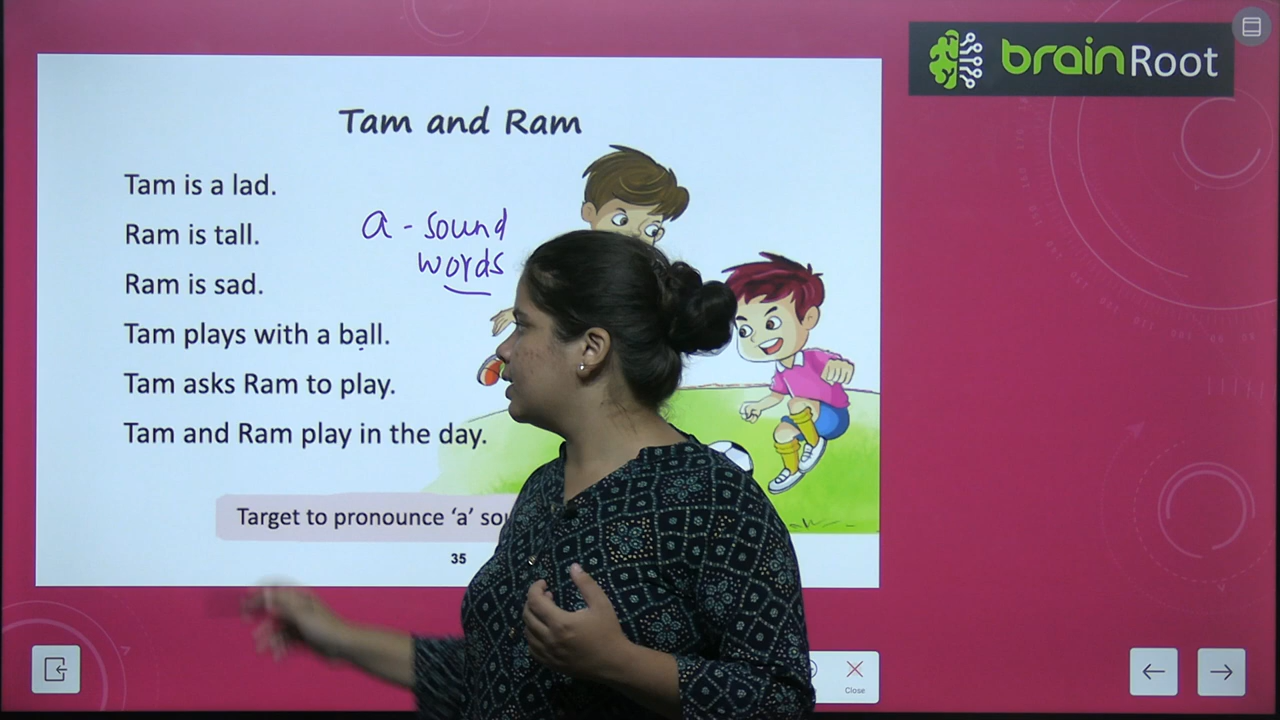 brainRoot
Tam and Ram
Tam is a lad.
Ram is tall.
Ram is sad.
Tam plays with a ball.
Tam asks Ram to play.
Tam and Ram play in the day.
a - sound
words
Target to pronounce ‘a’
35
Close